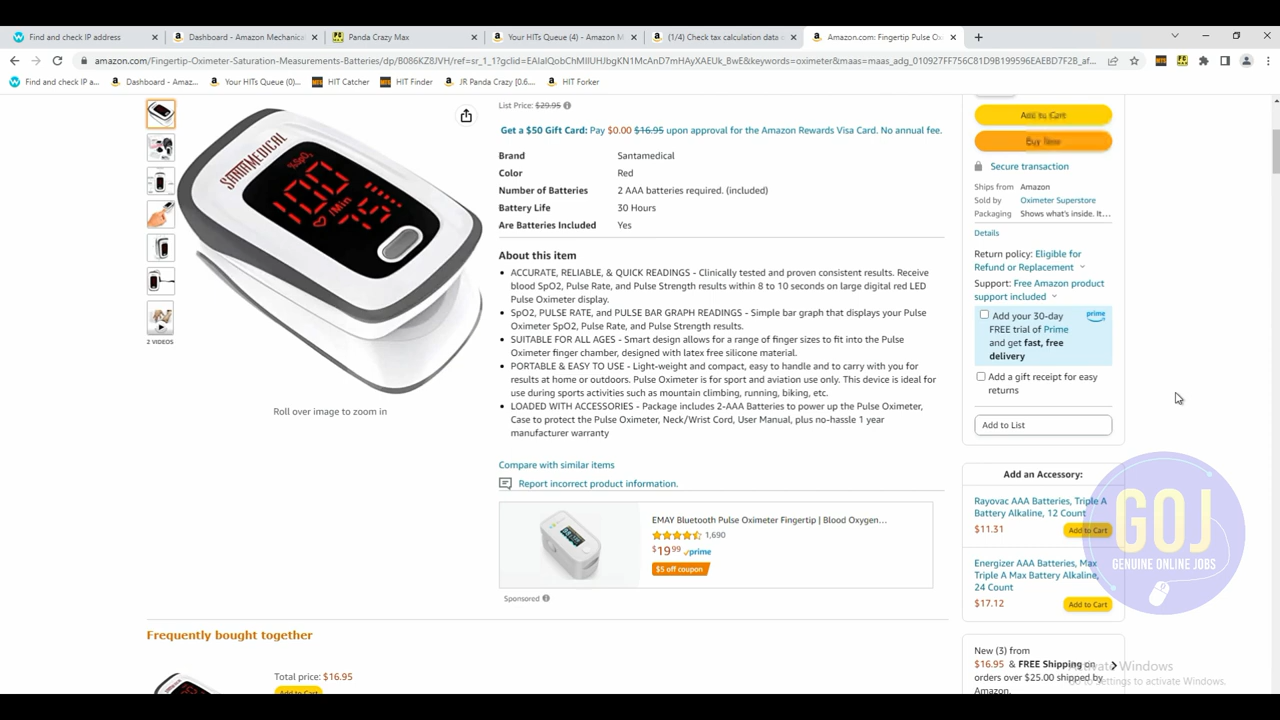 Find and check IP address
Dashboard - Amazon Mechanica
Panda Crazy Max
Your HITs Queue (4) - Amazon M
(1/4) Check tax calculation data o
Amazon.com: Fingertip Pulse Ox
Find and check IP a...
Dashboard - Amaz...
Your HITs Queue (0)...
HIT Catcher
HIT Finder
JR Panda Crazy [0.6....
HIT Forker
List Price: $29.95
Get a $50 Gift Card: Pay $0.00 $16.95 upon approval for the Amazon Rewards Visa Card. No annual fee.
Brand Santamedical
Color Red
Number of Batteries 2 AAA batteries required. (included)
Battery Life 30 Hours
Are Batteries Included Yes
About this item
ACCURATE, RELIABLE, & QUICK READINGS - Clinically tested and proven consistent results. Receive
blood SpO2, Pulse Rate, and Pulse Strength results within 8 to 10 seconds on large digital red LED
Pulse Oximeter display.
SpO2, PULSE RATE, and PULSE BAR GRAPH READINGS - Simple bar graph that displays your Pulse
Oximeter SpO2, Pulse Rate, and Pulse Strength results.
SUITABLE FOR ALL AGES - Smart design allows for a range of finger sizes to fit into the Pulse
Oximeter finger chamber, designed with latex free silicone material.
PORTABLE & EASY TO USE - Light-weight and compact, easy to handle and to carry with you for
results at home or outdoors. Pulse Oximeter is for sport and aviation use only. This device is ideal for
use during sports activities such as mountain climbing, running, biking, etc.
LOADED WITH ACCESSORIES - Package includes 2-AAA Batteries to power up the Pulse Oximeter,
Case to protect the Pulse Oximeter, Neck/Wrist Cord, User Manual, plus no-hassle 1 year
manufacturer warranty
Compare with similar items
Report incorrect product information.
EMAY Bluetooth Pulse Oximeter Fingertip | Blood Oxygen...
1,690
$19.99 prime
$5 off coupon
Sponsored
SANTAMEDICAL
%SpO₂
100
/Min
75
Roll over image to zoom in
2 VIDEOS
Frequently bought together
Total price: $16.95
Add to Cart
Add to Cart
Buy Now
Secure transaction
Ships from Amazon
Sold by Oximeter Superstore
Packaging Shows what's inside. It...
Details
Return policy: Eligible for
Refund or Replacement
Support: Free Amazon product
support included
Add your 30-day prime
FREE trial of Prime
and get fast, free
delivery
Add a gift receipt for easy
returns
Add to List
Add an Accessory:
Rayovac AAA Batteries, Triple A
Battery Alkaline, 12 Count
$11.31 Add to Cart
Energizer AAA Batteries, Max
Triple A Max Battery Alkaline,
24 Count
$17.12 Add to Cart
New (3) from
$16.95 & FREE Shipping on
orders over $25.00 shipped by
Amazon.
GOJ
GENUINE ONLINE JOBS
Activate Windows
Go to Settings to activate Windows.